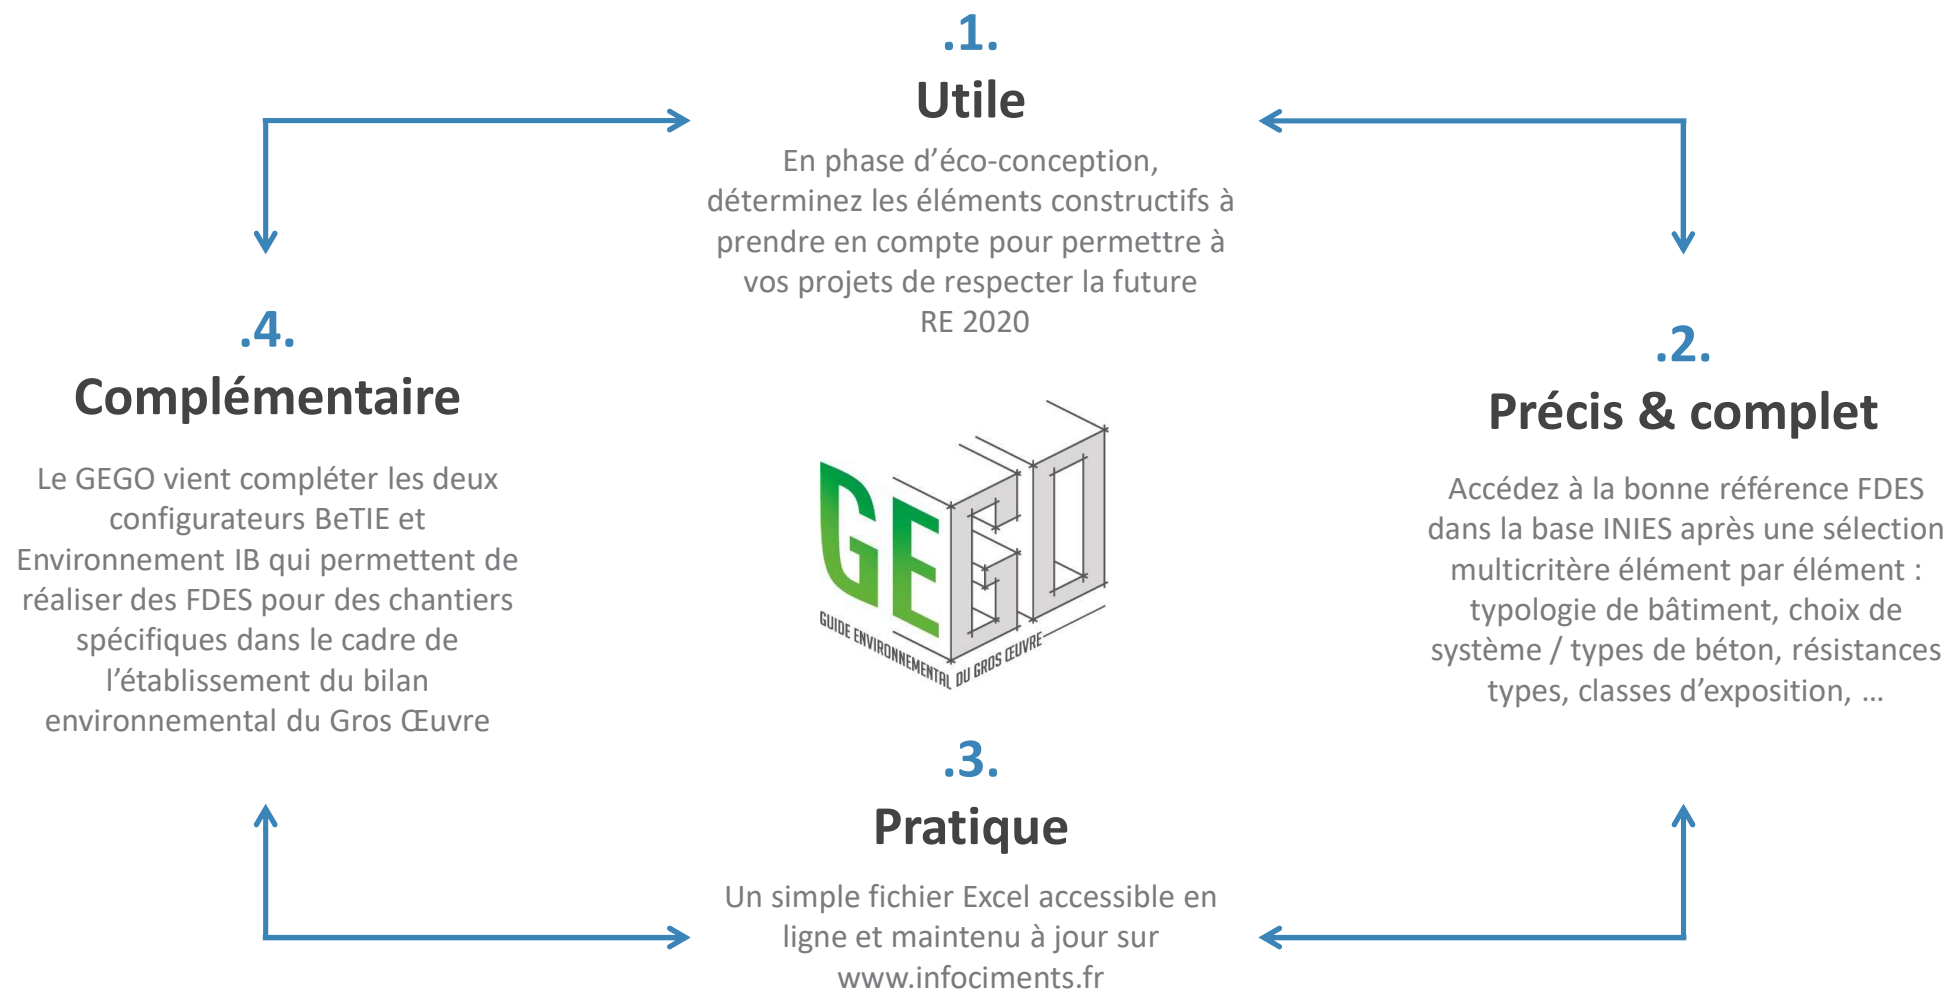 .1.
Utile
En phase d’éco-conception,
déterminez les éléments constructifs à
prendre en compte pour permettre à
vos projets de respecter la future
RE 2020
.2.
Précis & complet
Accédez à la bonne référence FDES
dans la base INIES après une sélection
multicritère élément par élément :
typologie de bâtiment, choix de
système / types de béton, résistances
types, classes d’exposition, …
.3.
Pratique
Un simple fichier Excel accessible en
ligne et maintenu à jour sur
www.infociments.fr
.4.
Complémentaire
Le GEGO vient compléter les deux
configurateurs BeTIE et
Environnement IB qui permettent de
réaliser des FDES pour des chantiers
spécifiques dans le cadre de
l’établissement du bilan
environnemental du Gros Œuvre
GEGO
GUIDE ENVIRONNEMENTAL DU GROS ŒUVRE